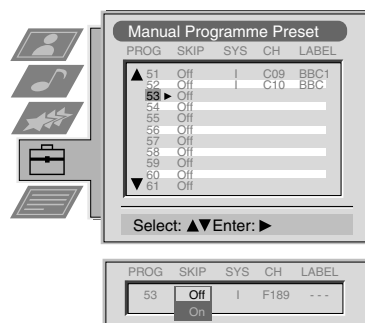 Manual Programme Preset
PROG SKIP SYS CH LABEL
51 Off I C09 BBC1
52 Off I C10 BBC
53 Off
54 Off
55 Off
56 Off
57 Off
58 Off
59 Off
60 Off
61 Off
Select: ▲▼ Enter: ▶
PROG SKIP SYS CH LABEL
53 Off I F189 - - -
On